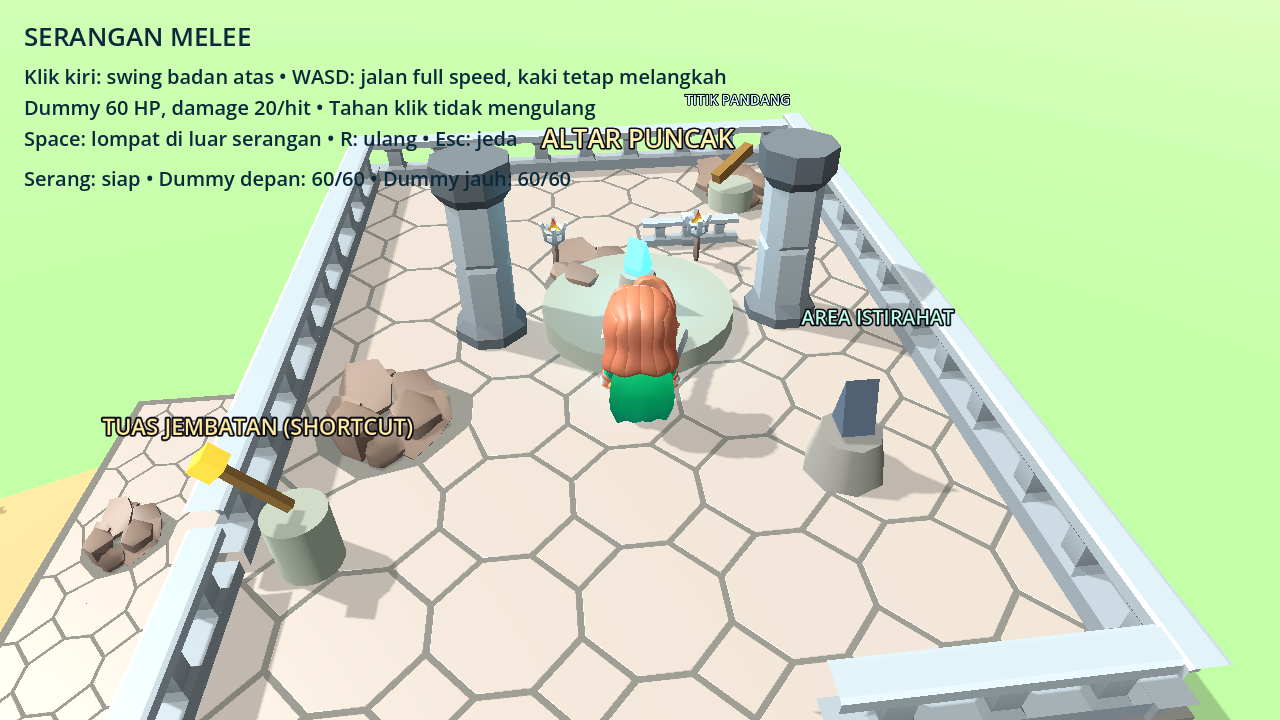 SERANGAN MELEE
Klik kiri: swing badan atas • WASD: jalan full speed, kaki tetap melangkah
Dummy 60 HP, damage 20/hit • Tahan klik tidak mengulang
Space: lompat di luar serangan • R: ulang • Esc: jeda
Serang: siap • Dummy depan: 60/60 • Dummy jauh: 60/60
TITIK PANDANG
ALTAR PUNCAK
AREA ISTIRAHAT
TUAS JEMBATAN (SHORTCUT)